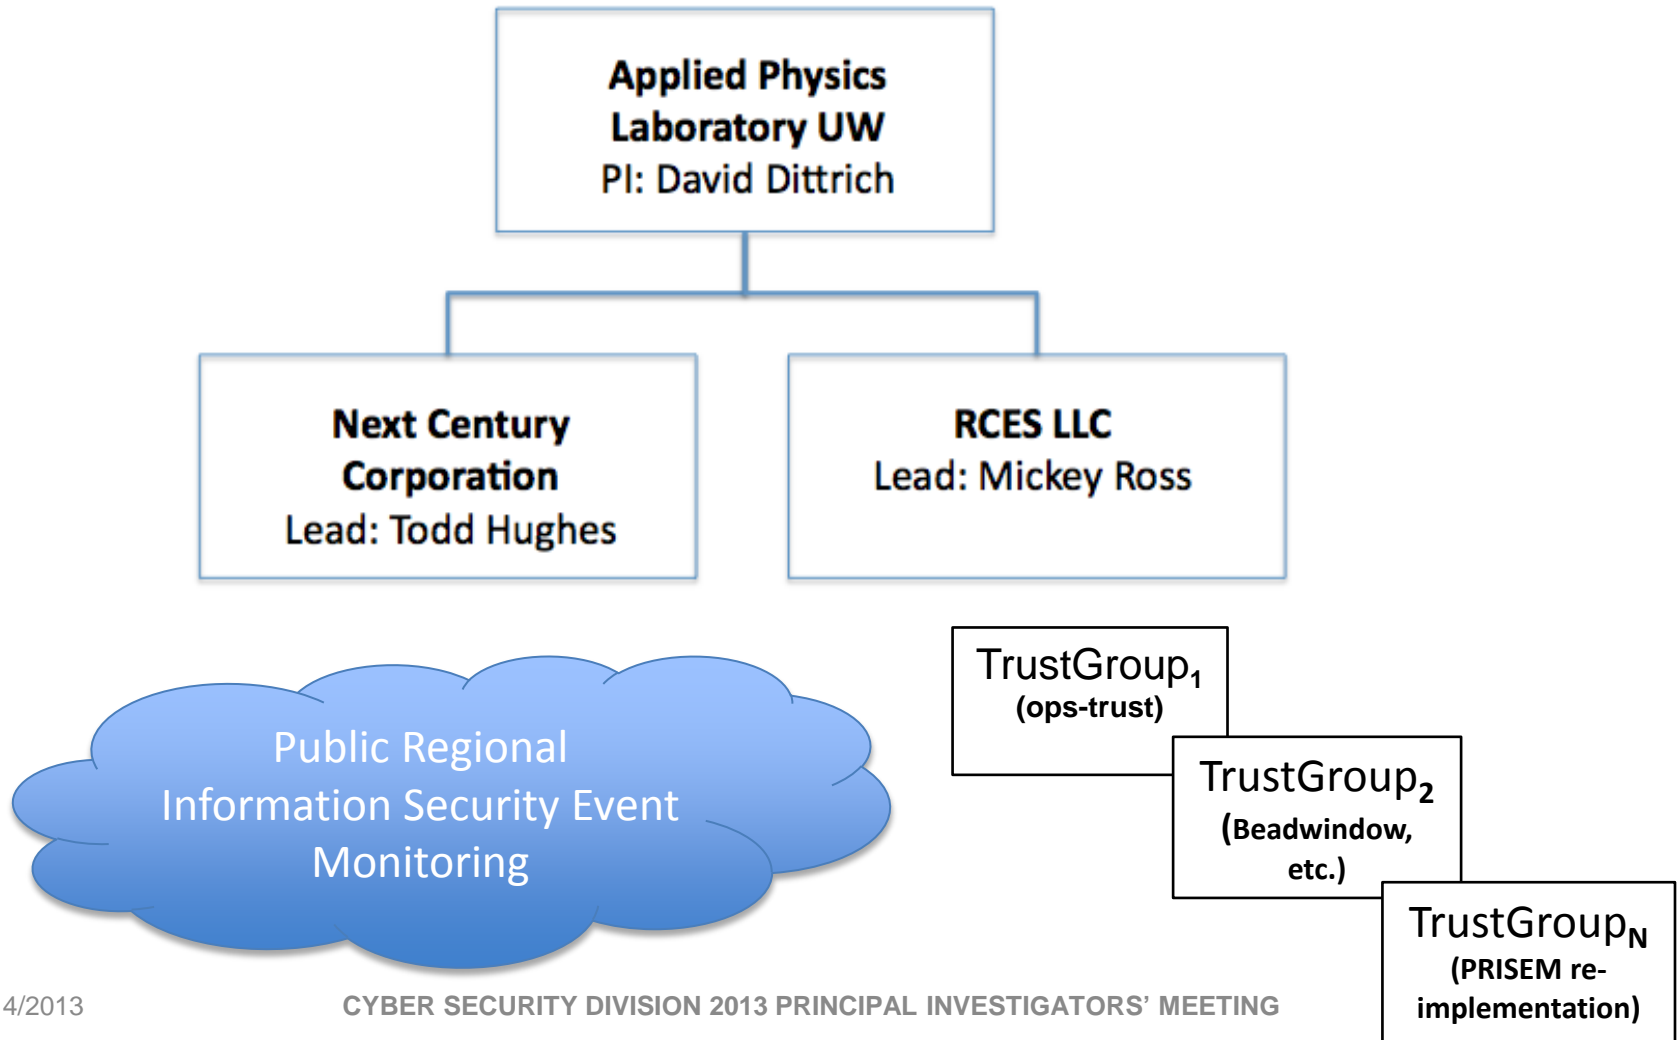 Applied Physics
Laboratory UW
PI: David Dittrich
Next Century
Corporation
Lead: Todd Hughes
RCES LLC
Lead: Mickey Ross
Public Regional
Information Security Event
Monitoring
TrustGroup1
(ops-trust)
TrustGroup2
(Beadwindow,
etc.)
TrustGroupN
(PRISEM re-
implementation)
4/2013
CYBER SECURITY DIVISION 2013 PRINCIPAL INVESTIGATORS’ MEETING